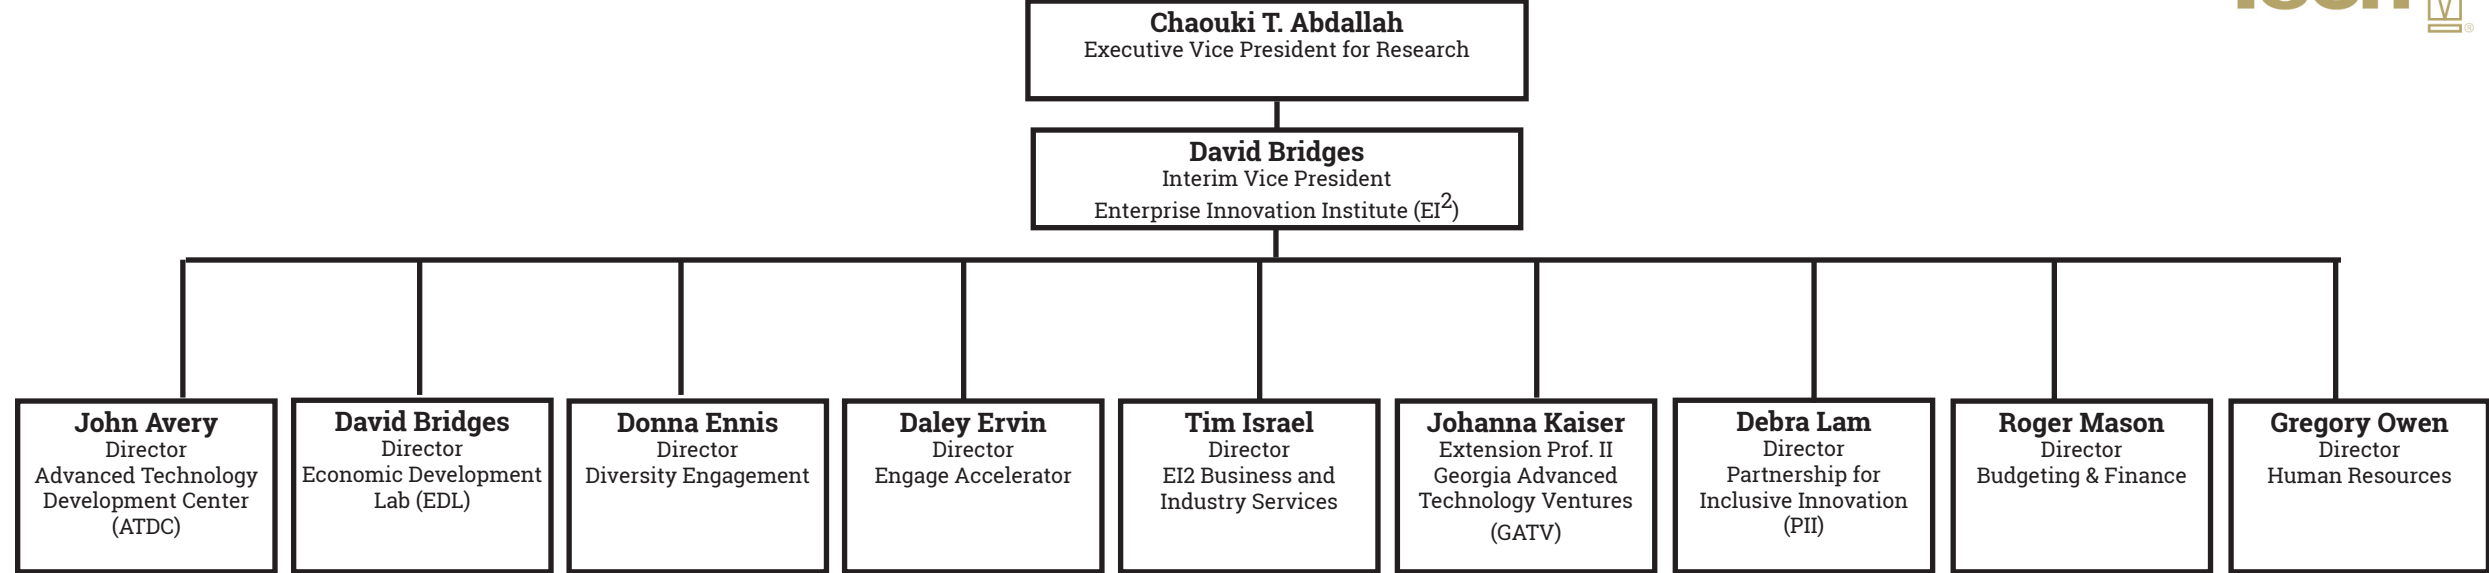 Chaouki T. Abdallah
Executive Vice President for Research
David Bridges
Interim Vice President
Enterprise Innovation Institute (EI²)
John Avery
Director
Advanced Technology
Development Center
(ATDC)
David Bridges
Director
Economic Development
Lab (EDL)
Donna Ennis
Director
Diversity Engagement
Daley Ervin
Director
Engage Accelerator
Tim Israel
Director
EI2 Business and
Industry Services
Johanna Kaiser
Extension Prof. II
Georgia Advanced
Technology Ventures
(GATV)
Debra Lam
Director
Partnership for
Inclusive Innovation
(PII)
Roger Mason
Director
Budgeting & Finance
Gregory Owen
Director
Human Resources